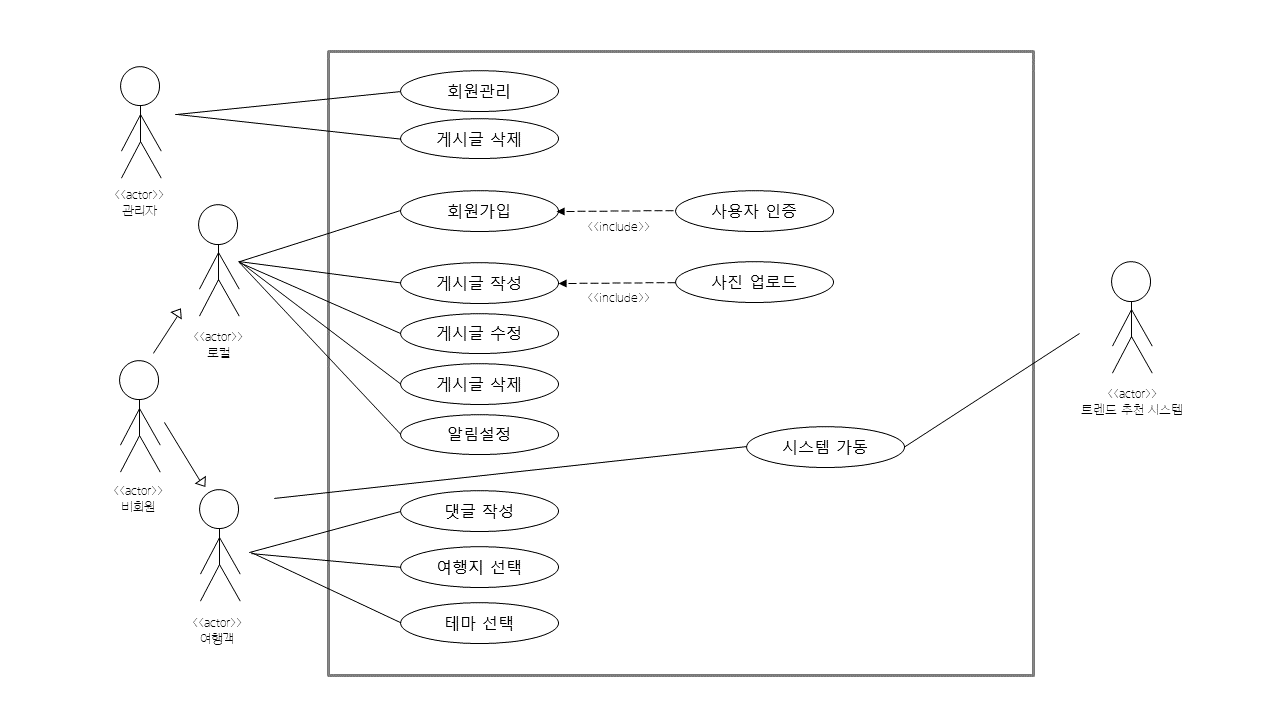 회원관리
게시글 삭제
<<actor>>
관리자
회원가입
사용자 인증
<<include>>
게시글 작성
사진 업로드
<<include>>
<<actor>>
로컬
게시글 수정
게시글 삭제
알림설정
<<actor>>
트렌드 추천 시스템
시스템 가동
<<actor>>
비회원
댓글 작성
여행지 선택
테마 선택
<<actor>>
여행객